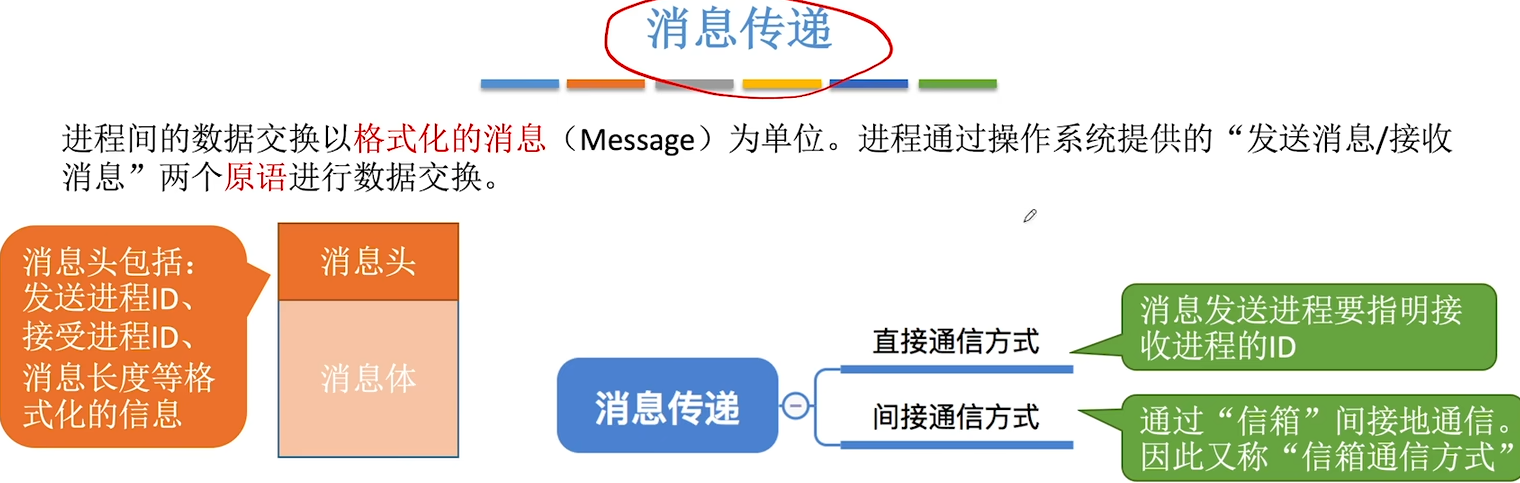 消息传递
进程间的数据交换以格式化的消息（Message）为单位。进程通过操作系统提供的“发送消息/接收
消息”两个原语进行数据交换。
消息头包括：
发送进程ID、
接受进程ID、
消息长度等格
式化的信息
消息头
消息体
消息传递
直接通信方式
间接通信方式
消息发送进程要指明接
收进程的ID
通过“信箱”间接地通信。
因此又称“信箱通信方式”